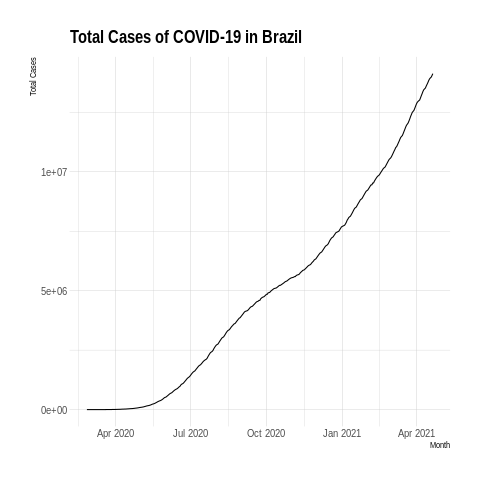 Total Cases of COVID-19 in Brazil
Total Cases
1e+07
5e+06
0e+00
Apr 2020 Jul 2020 Oct 2020 Jan 2021 Apr 2021
Month